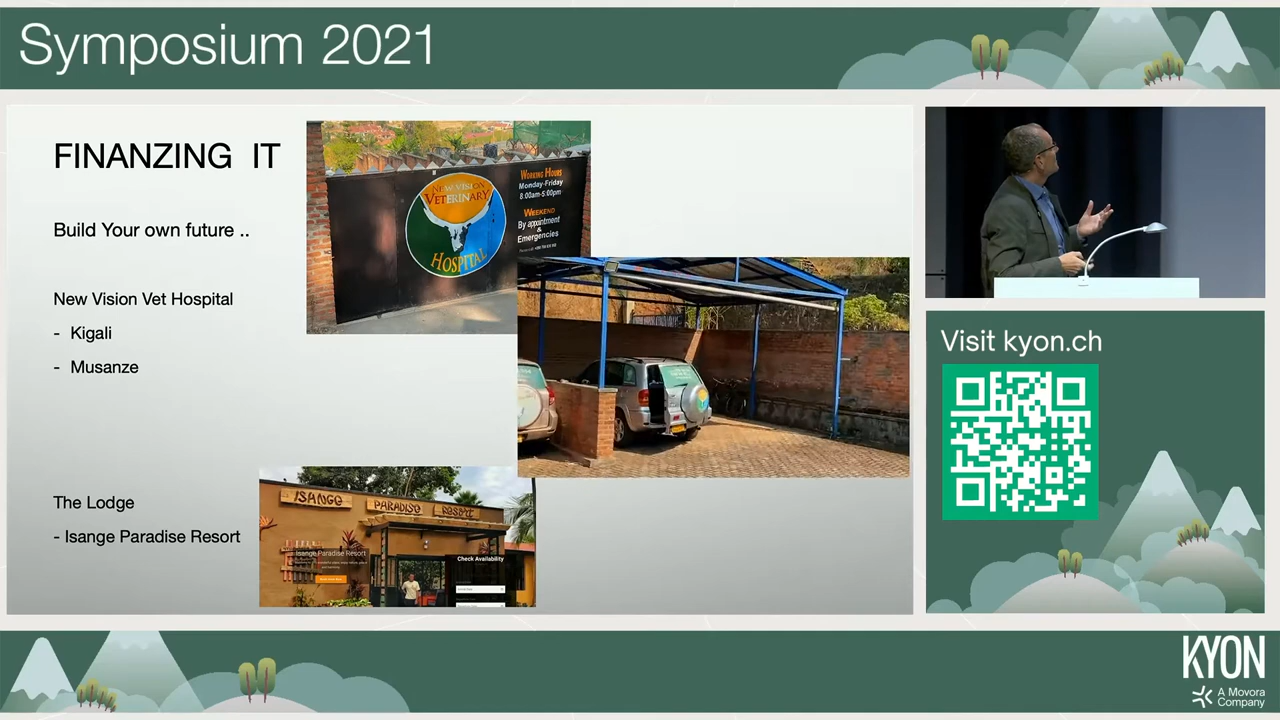 Symposium 2021
FINANZING IT
Build Your own future ..
New Vision Vet Hospital
- Kigali
- Musanze
The Lodge
- Isange Paradise Resort
NEW VISION
VETERINARY
HOSPITAL
WORKING HOURS
Monday-Friday
8:00am-5:00pm
WEEKEND
By appointment
&
Emergencies
ISANGE PARADISE RESORT
Isange Paradise Resort
Check Availability
Visit kyon.ch
KYON
A Movora
Company